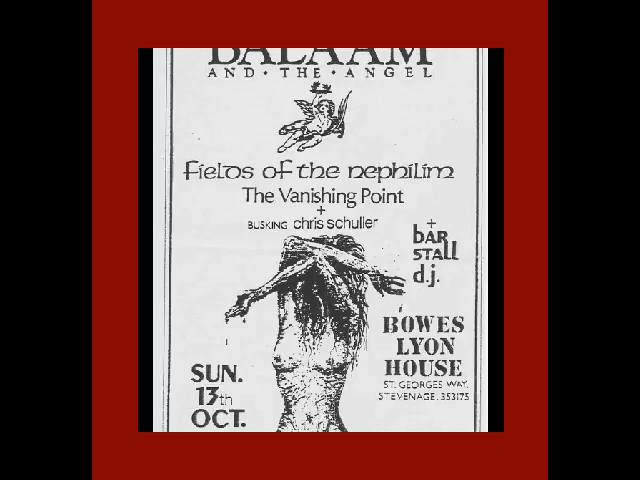 BALAAM
AND · THE · ANGEL
fields of the nephilim
The Vanishing Point
+
BUSKING chris schuller
+
bar
stall
d.j.
BOWES
LYON
HOUSE
ST. GEORGES WAY.
STEVENAGE. 353175
SUN.
13th
OCT.